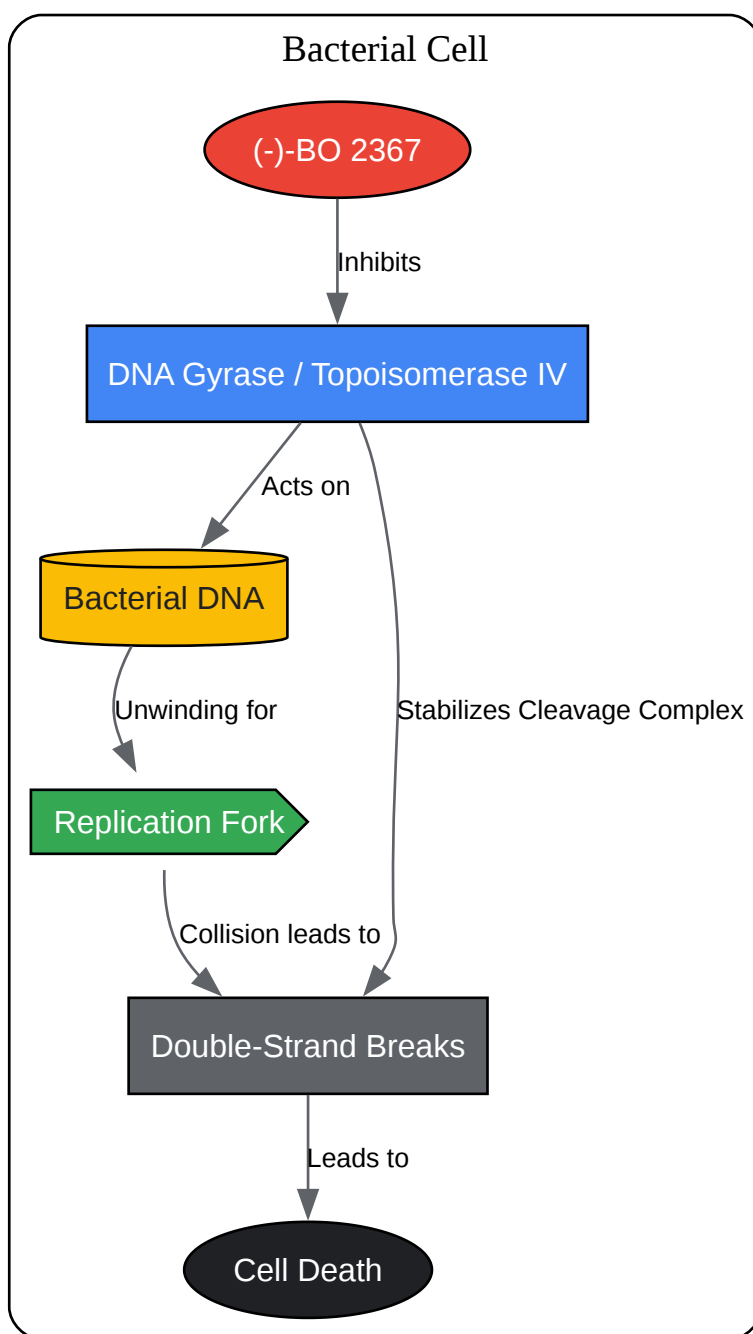 Bacterial Cell
(-)-BO 2367
Inhibits
DNA Gyrase / Topoisomerase IV
Acts on
Bacterial DNA
Unwinding for
Stabilizes Cleavage Complex
Replication Fork
Collision leads to
Double-Strand Breaks
Leads to
Cell Death